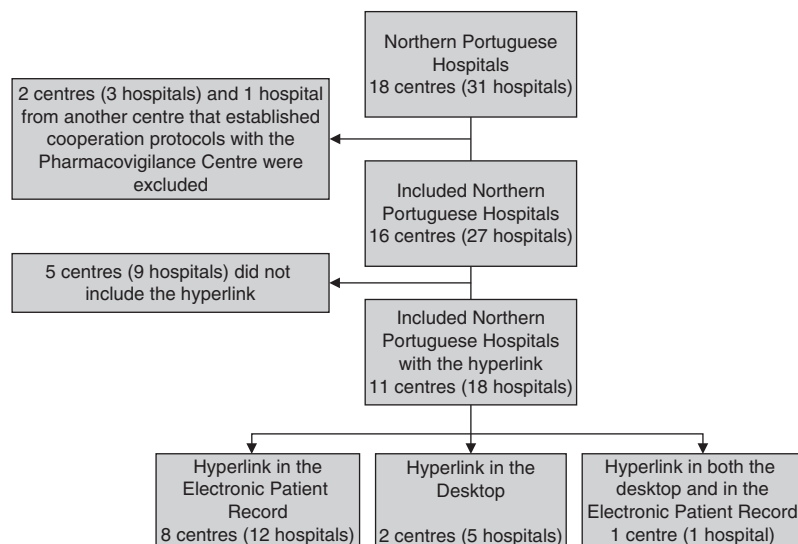 Northern Portuguese
Hospitals
18 centres (31 hospitals)
2 centres (3 hospitals) and 1 hospital
from another centre that established
cooperation protocols with the
Pharmacovigilance Centre were
excluded
Included Northern
Portuguese Hospitals
16 centres (27 hospitals)
5 centres (9 hospitals) did not
include the hyperlink
Included Northern
Portuguese Hospitals
with the hyperlink
11 centres (18 hospitals)
Hyperlink in the
Electronic Patient
Record
8 centres (12 hospitals)
Hyperlink in the
Desktop
2 centres (5 hospitals)
Hyperlink in both the
desktop and in the
Electronic Patient Record
1 centre (1 hospital)